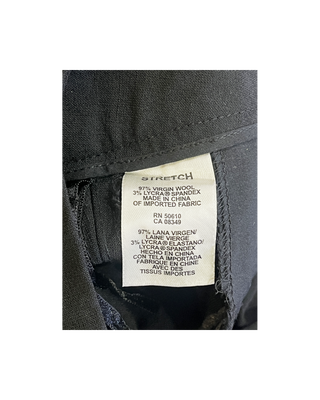 STRETCH
97% VIRGIN WOOL
3% LYCRA® SPANDEX
MADE IN CHINA
OF IMPORTED FABRIC
RN 50610
CA 08349
97% LANA VIRGEN/
LAINE VIERGE
3% LYCRA® ELASTANO/
LYCRA® SPANDEX
HECHO EN CHINA
CON TELA IMPORTADA
FABRIQUE EN CHINE
AVEC DES
TISSUS IMPORTES